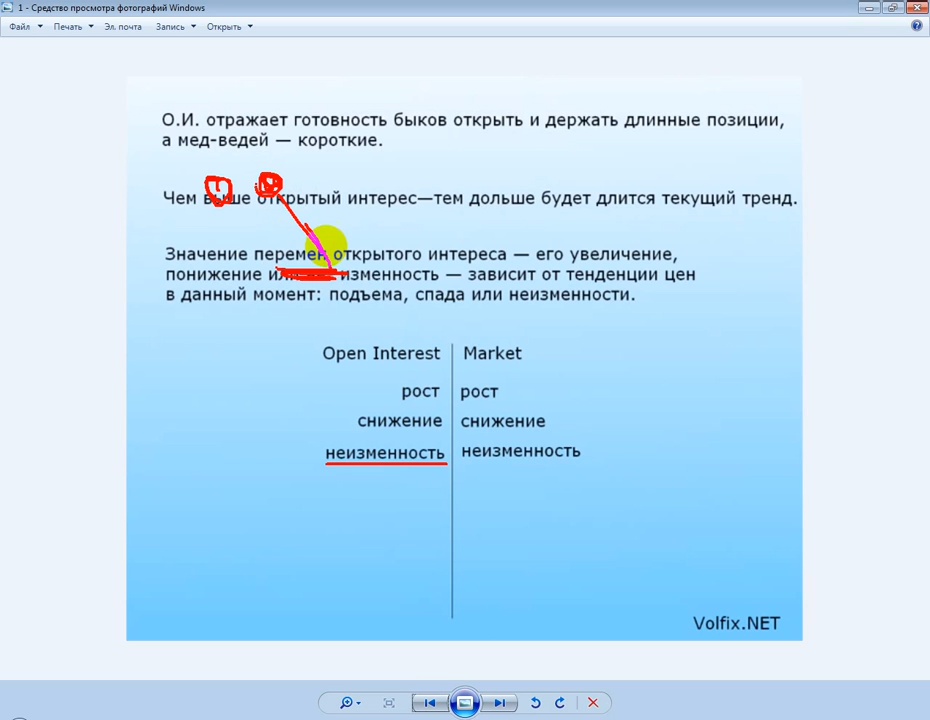 1 - Средство просмотра фотографий Windows
Файл Печать Эл. почта Запись Открыть
О.И. отражает готовность быков открыть и держать длинные позиции,
а мед-ведей — короткие.
Чем выше открытый интерес—тем дольше будет длится текущий тренд.
Значение перемен открытого интереса — его увеличение,
понижение или изменность — зависит от тенденции цен
в данный момент: подъема, спада или неизменности.
Open Interest Market
рост рост
снижение снижение
неизменность неизменность
Volfix.NET